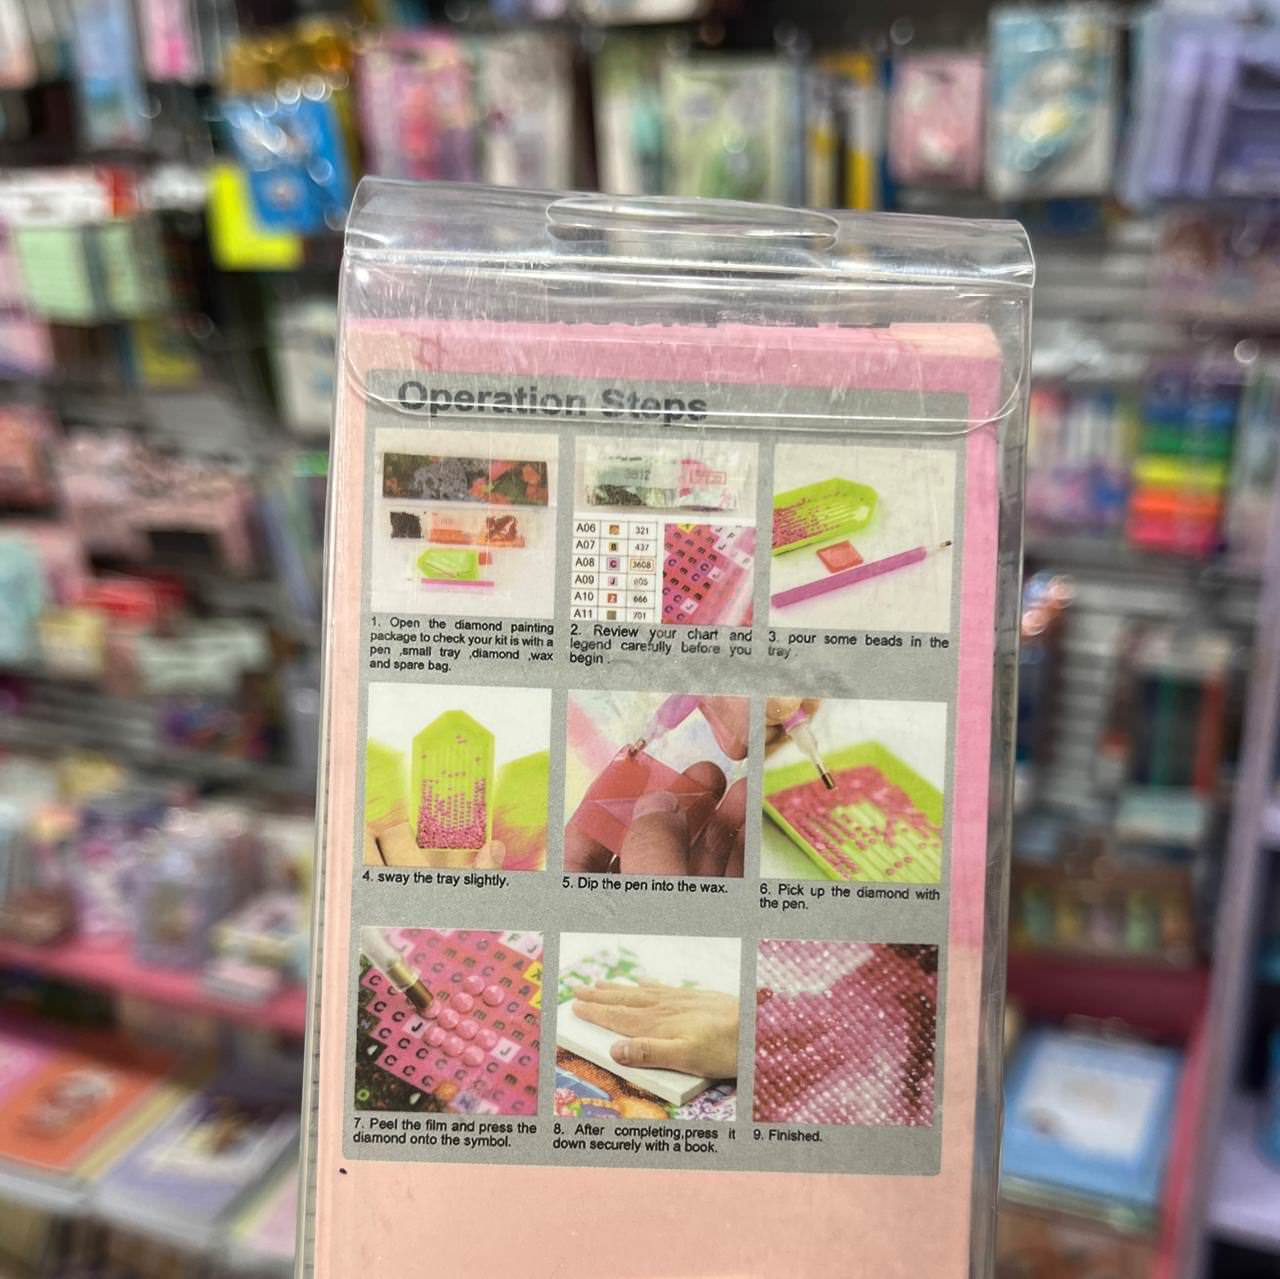 Operation Steps
A06 321
A07 B 437
A08 C 3608
A09 J 605
A10 2 666
A11 701
1. Open the diamond painting
package to check your kit is with a
pen ,small tray ,diamond ,wax
and spare bag.
2. Review your chart and
legend carefully before you
begin .
3. pour some beads in the
tray .
4. sway the tray slightly.
5. Dip the pen into the wax.
6. Pick up the diamond with
the pen.
7. Peel the film and press the
diamond onto the symbol.
8. After completing,press it
down securely with a book.
9. Finished.